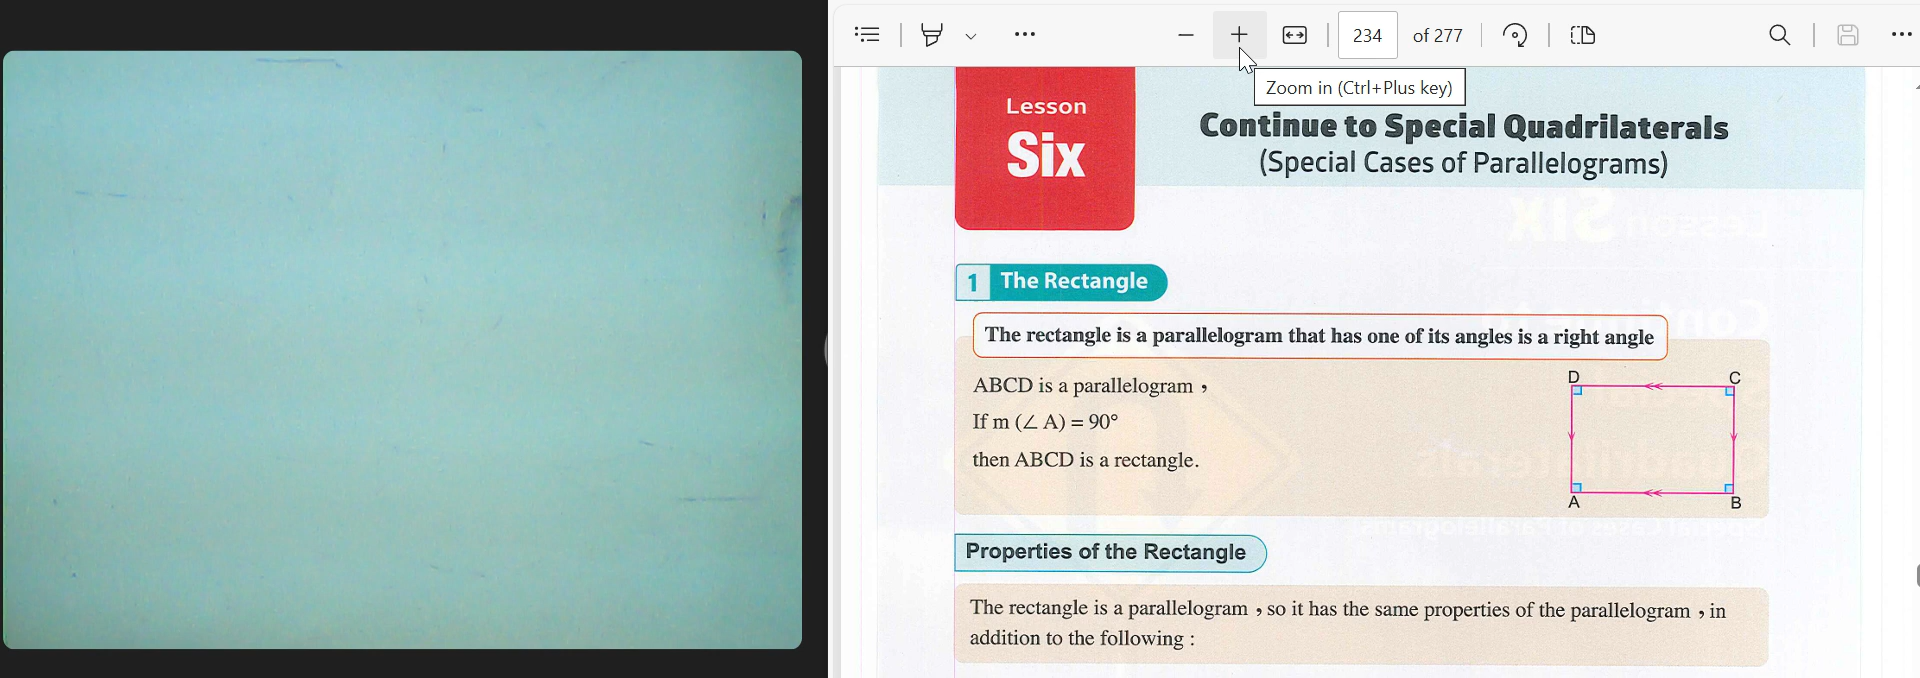 234 of 277
Zoom in (Ctrl+Plus key)
Lesson
Six
Continue to Special Quadrilaterals
(Special Cases of Parallelograms)
1 The Rectangle
The rectangle is a parallelogram that has one of its angles is a right angle
ABCD is a parallelogram ,
If m (∠ A) = 90°
then ABCD is a rectangle.
D C
A B
Properties of the Rectangle
The rectangle is a parallelogram , so it has the same properties of the parallelogram , in
addition to the following :